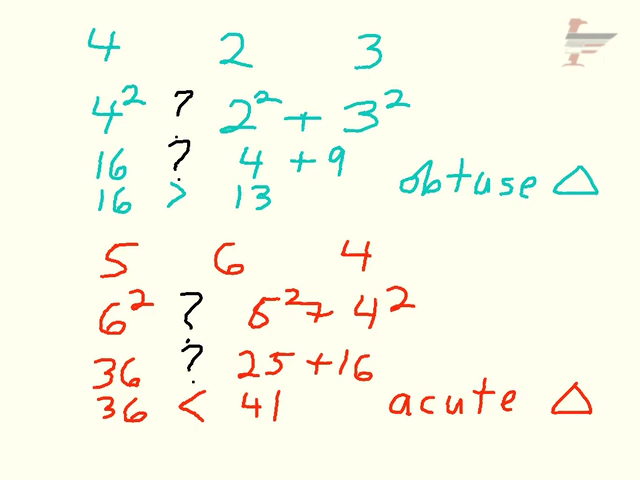 4 2 3
4² ? 2² + 3²
16 ? 4 + 9
16 > 13 obtuse △
5 6 4
6² ? 5² + 4²
36 ? 25 + 16
36 < 41 acute △